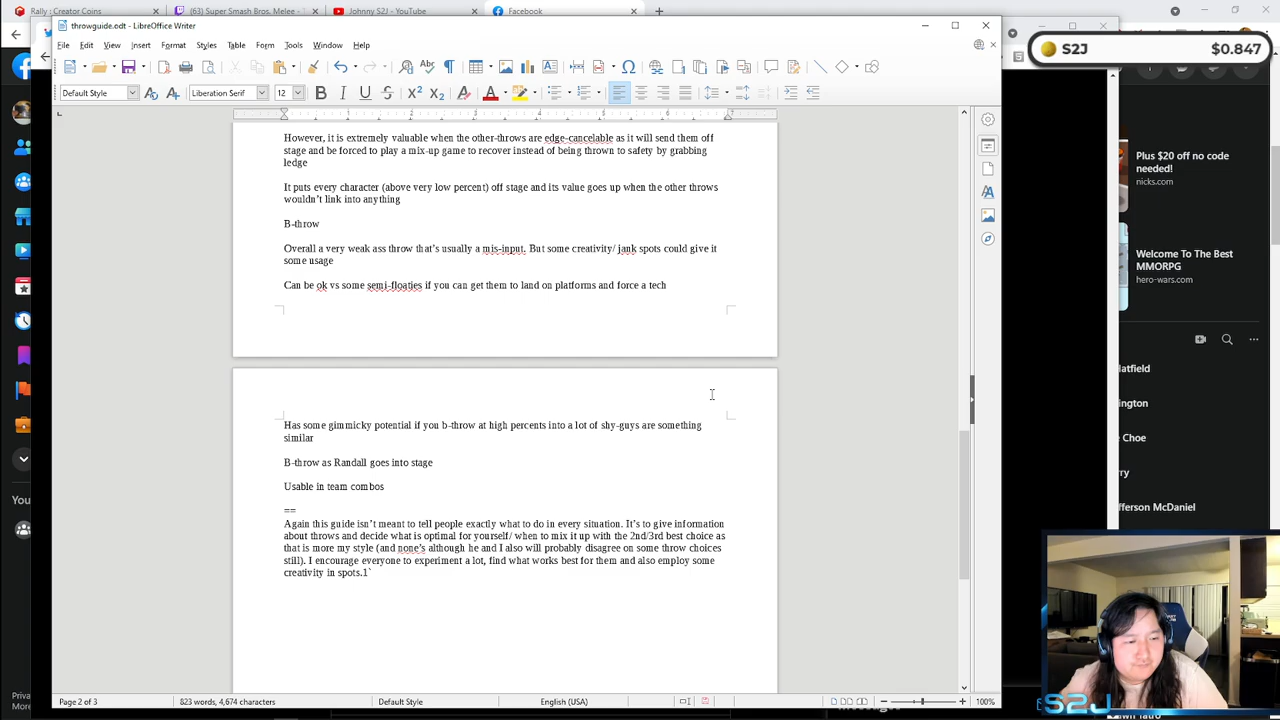 Rally : Creator Coins
(63) Super Smash Bros. Melee -
Johnny S2J - YouTube
Facebook
throwguide.odt - LibreOffice Writer
S2J
$0.847
File Edit View Insert Format Styles Table Form Tools Window Help
Default Style
Liberation Serif
12
However, it is extremely valuable when the other-throws are edge-cancelable as it will send them off
stage and be forced to play a mix-up game to recover instead of being thrown to safety by grabbing
ledge
It puts every character (above very low percent) off stage and its value goes up when the other throws
wouldn't link into anything
B-throw
Overall a very weak ass throw that's usually a mis-input. But some creativity/ jank spots could give it
some usage
Can be ok vs some semi-floaties if you can get them to land on platforms and force a tech
Has some gimmicky potential if you b-throw at high percents into a lot of shy-guys are something
similar
B-throw as Randall goes into stage
Usable in team combos
==
Again this guide isn't meant to tell people exactly what to do in every situation. It's to give information
about throws and decide what is optimal for yourself/ when to mix it up with the 2nd/3rd best choice as
that is more my style (and none's although he and I also will probably disagree on some throw choices
still). I encourage everyone to experiment a lot, find what works best for them and also employ some
creativity in spots.1`
Plus $20 off no code
needed!
nicks.com
Welcome To The Best
MMORPG
hero-wars.com
atfield
ington
Choe
rry
fferson McDaniel
You
Priva
Meta
S2J
Page 2 of 3
823 words, 4,674 characters
Default Style
English (USA)
100%